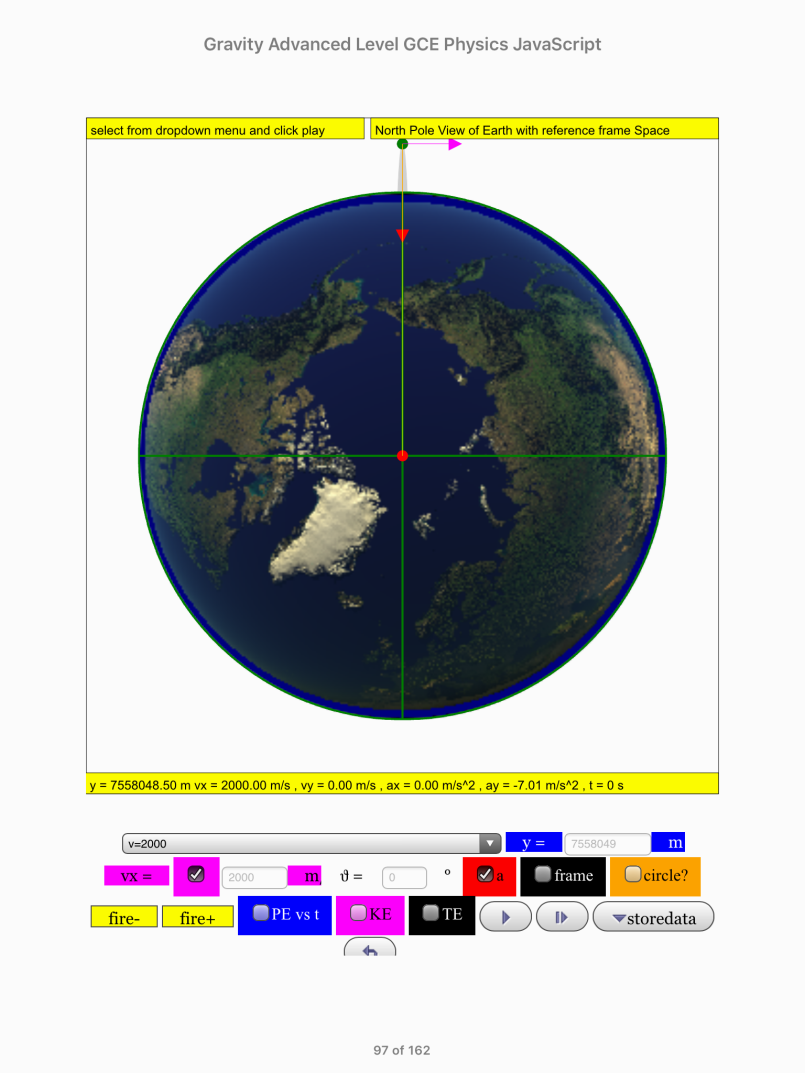 Gravity Advanced Level GCE Physics JavaScript
select from dropdown menu and click play
North Pole View of Earth with reference frame Space
y = 7558048.50 m vx = 2000.00 m/s , vy = 0.00 m/s , ax = 0.00 m/s^2 , ay = -7.01 m/s^2 , t = 0 s
v=2000 y = 7558049 m
vx = 2000 m ϑ = 0 º a frame circle?
fire- fire+ PE vs t KE TE storedata
97 of 162